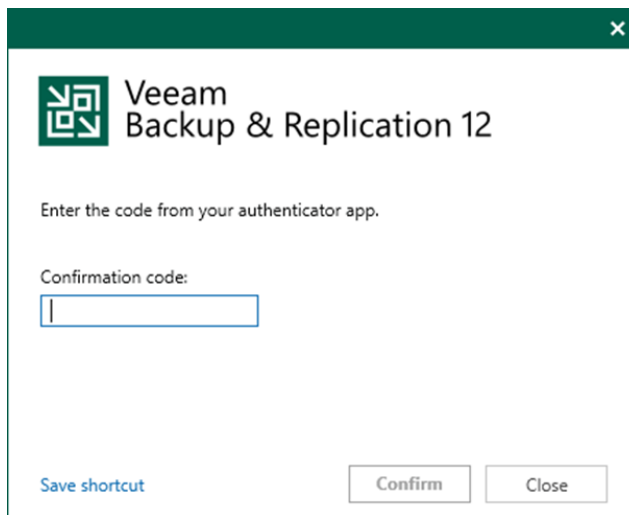 Veeam
Backup & Replication 12
Enter the code from your authenticator app.
Confirmation code:
Save shortcut
Confirm
Close